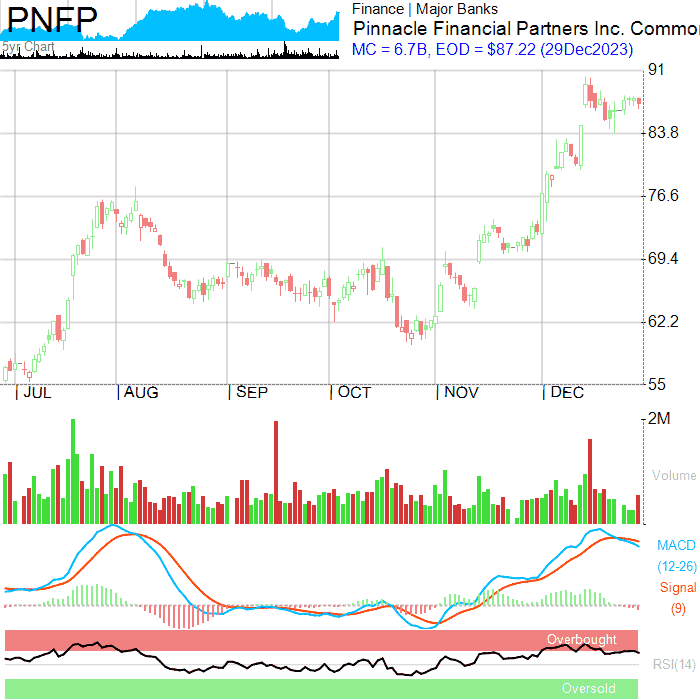 PNFP
5yr Chart
Finance | Major Banks
Pinnacle Financial Partners Inc. Commo
MC = 6.7B, EOD = $87.22 (29Dec2023)
91
83.8
76.6
69.4
62.2
55
JUL AUG SEP OCT NOV DEC
2M
Volume
MACD
(12-26)
Signal
(9)
Overbought
RSI(14)
Oversold